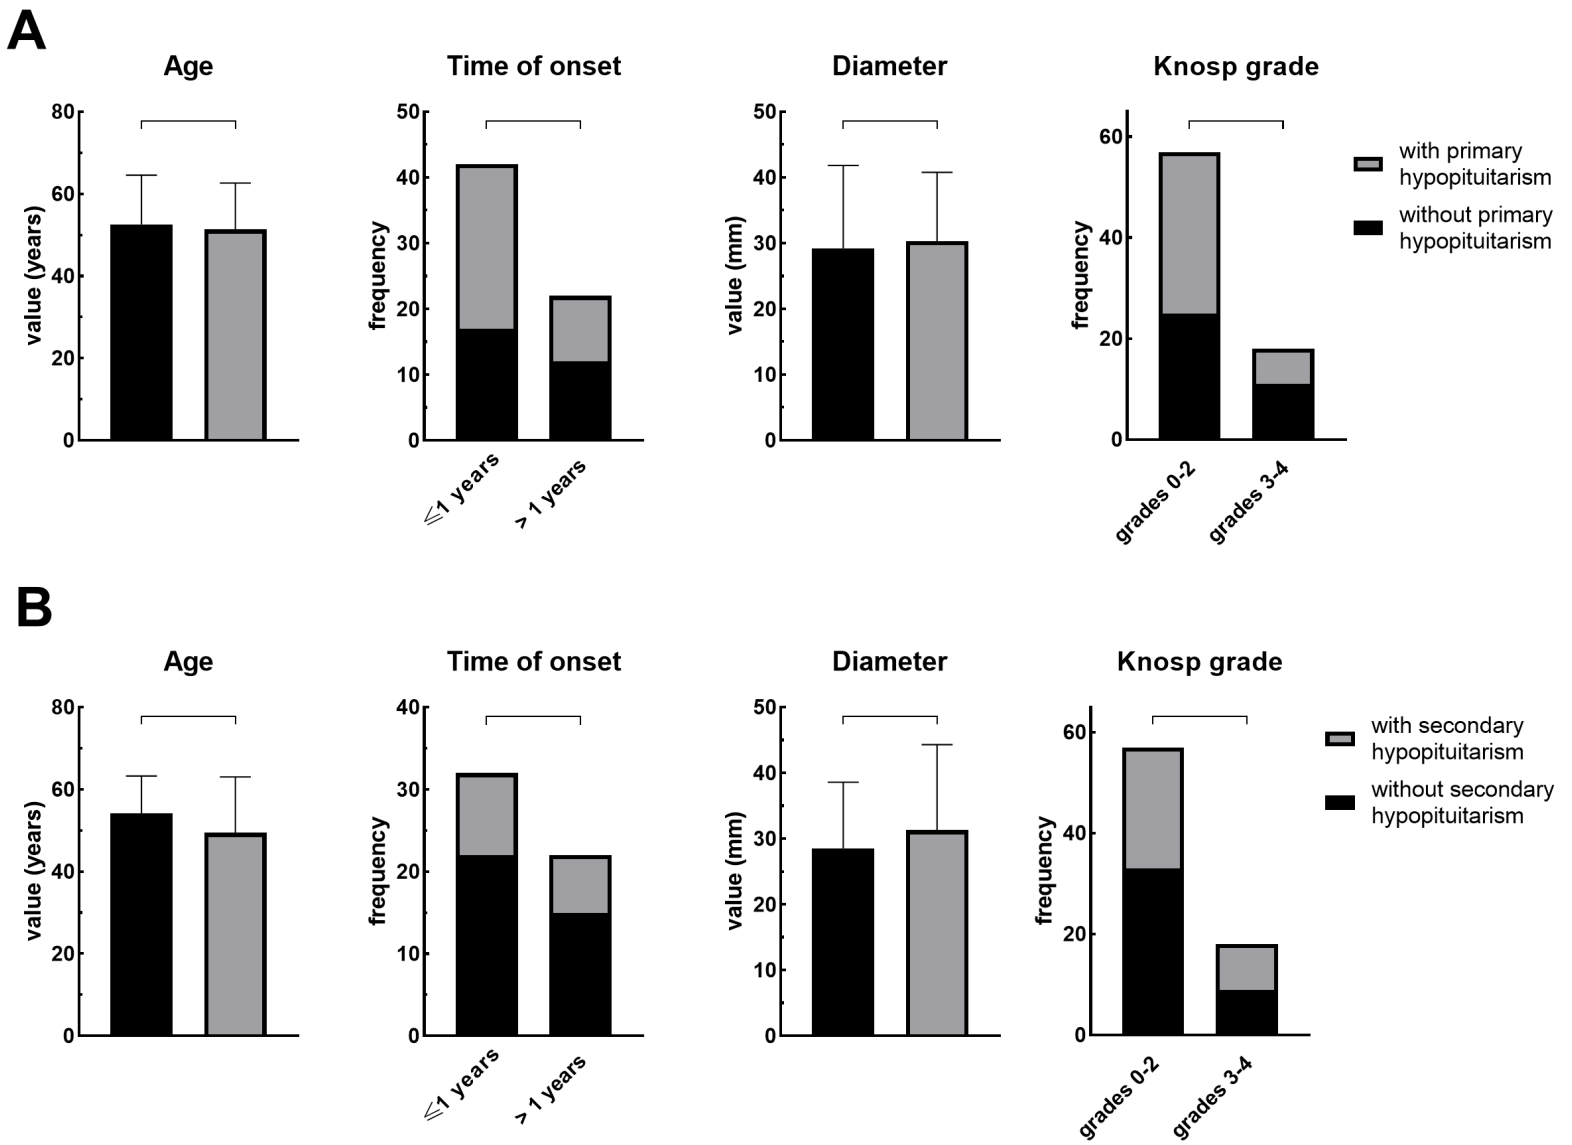 A
Age
value (years)
80
60
40
20
0
Time of onset
frequency
50
40
30
20
10
0
≦1 years
> 1 years
Diameter
value (mm)
50
40
30
20
10
0
Knosp grade
frequency
60
40
20
0
grades 0-2
grades 3-4
with primary
hypopituitarism
without primary
hypopituitarism
B
Age
value (years)
80
60
40
20
0
Time of onset
frequency
40
30
20
10
0
≦1 years
> 1 years
Diameter
value (mm)
50
40
30
20
10
0
Knosp grade
frequency
60
40
20
0
grades 0-2
grades 3-4
with secondary
hypopituitarism
without secondary
hypopituitarism